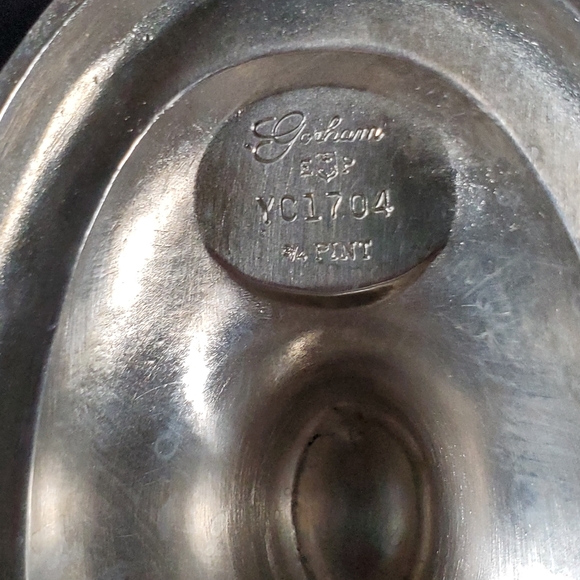 Gorham
E P
YC1704
¾ PINT